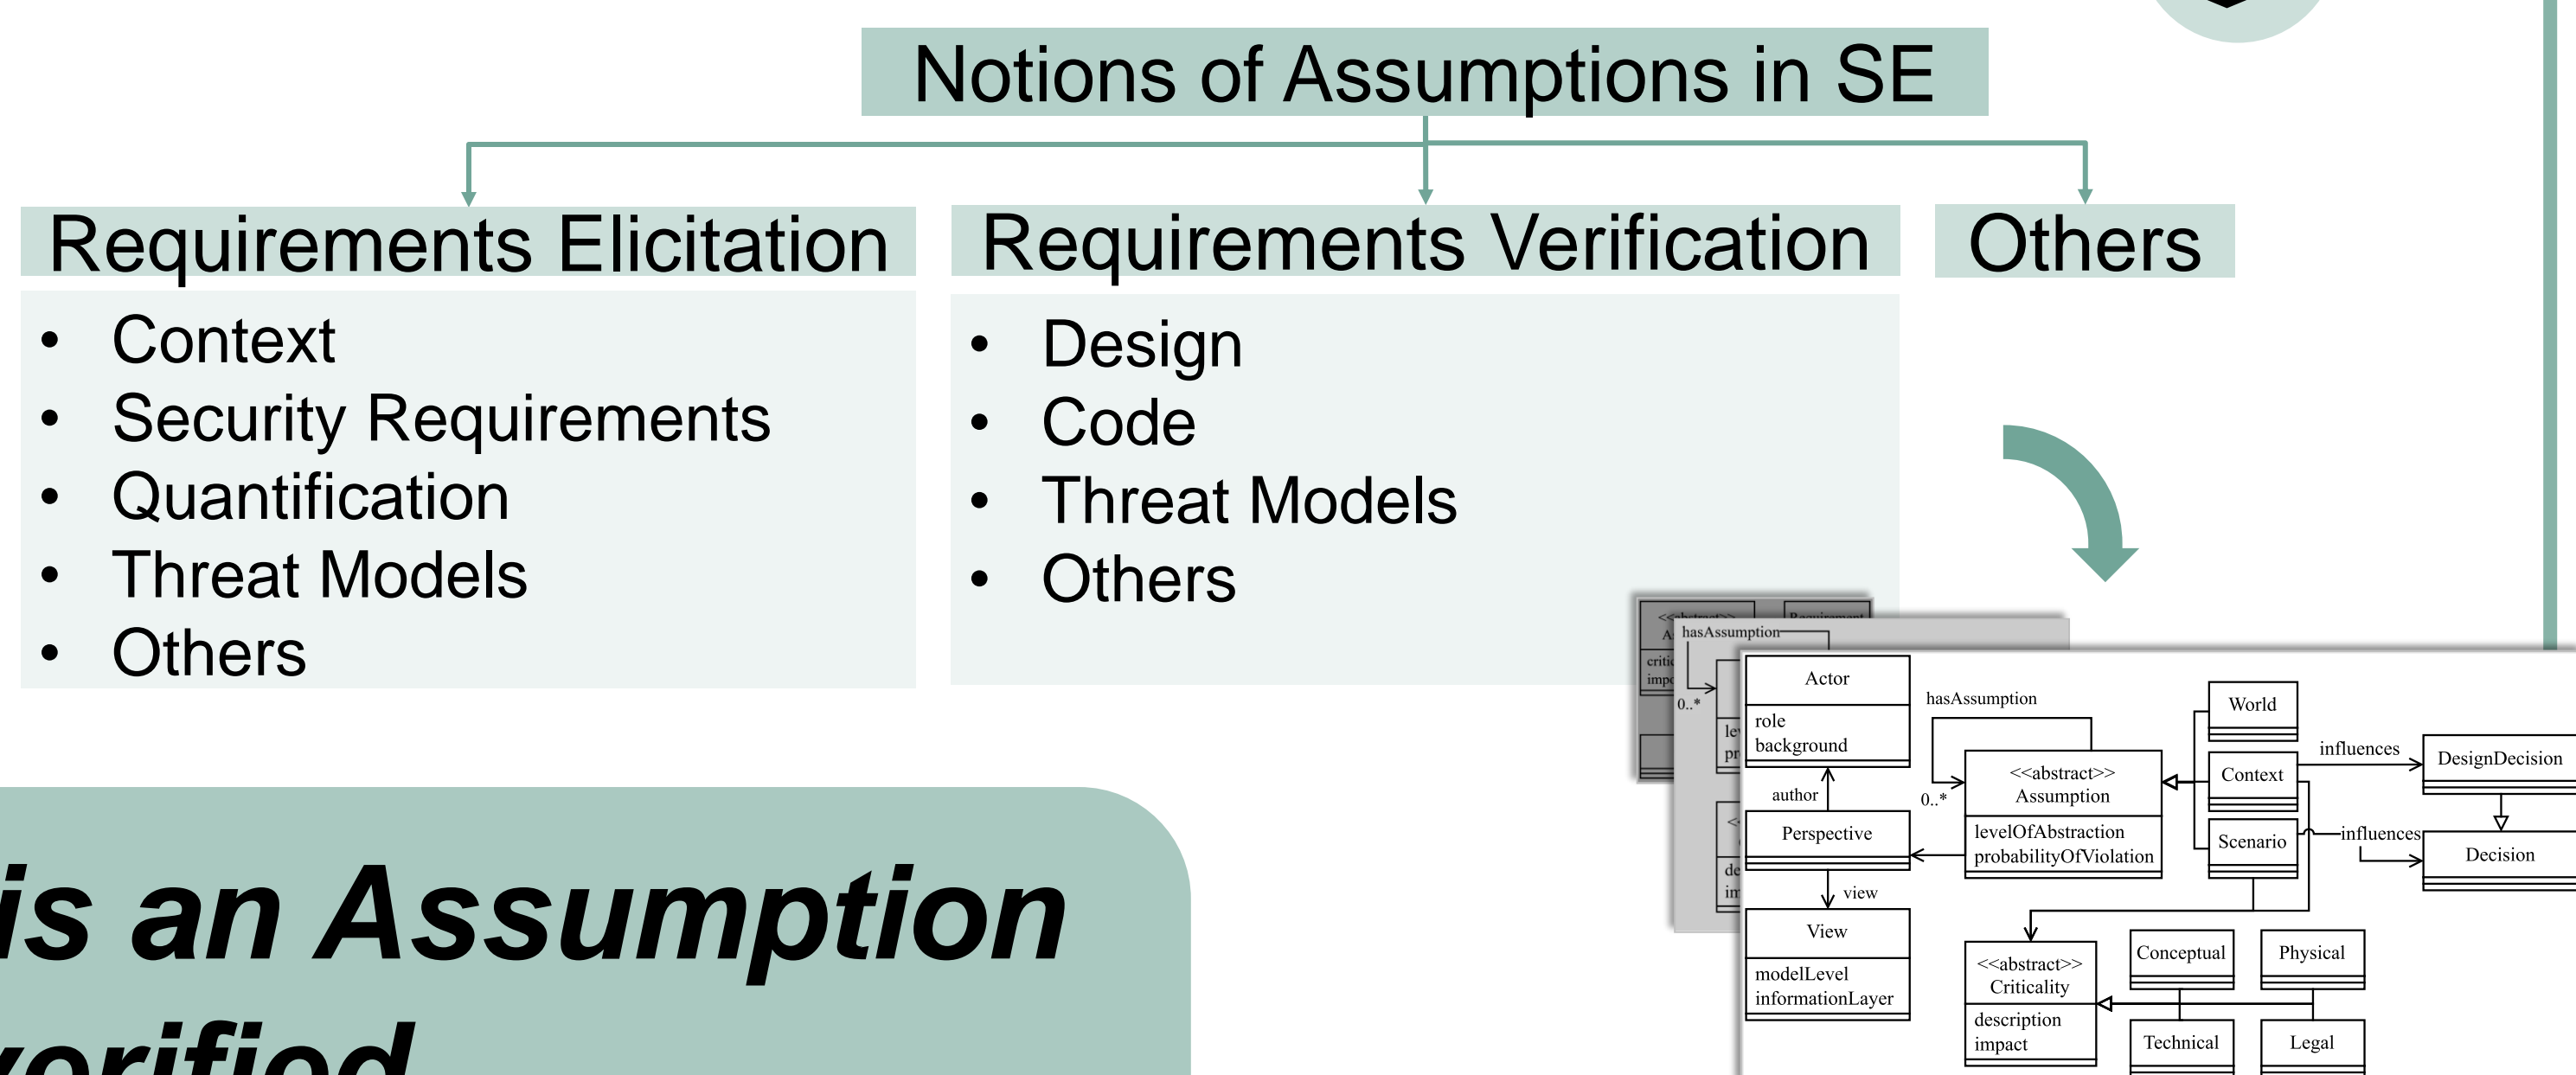 Notions of Assumptions in SE
Requirements Elicitation
• Context
• Security Requirements
• Quantification
• Threat Models
• Others
Requirements Verification
• Design
• Code
• Threat Models
• Others
Others
is an Assumption
verified
hasAssumption
0..*
Actor
role
background
author
Perspective
view
View
modelLevel
informationLayer
hasAssumption
0..*
<<abstract>>
Assumption
levelOfAbstraction
probabilityOfViolation
World
Context
Scenario
influences
influences
DesignDecision
Decision
<<abstract>>
Criticality
description
impact
Conceptual
Physical
Technical
Legal